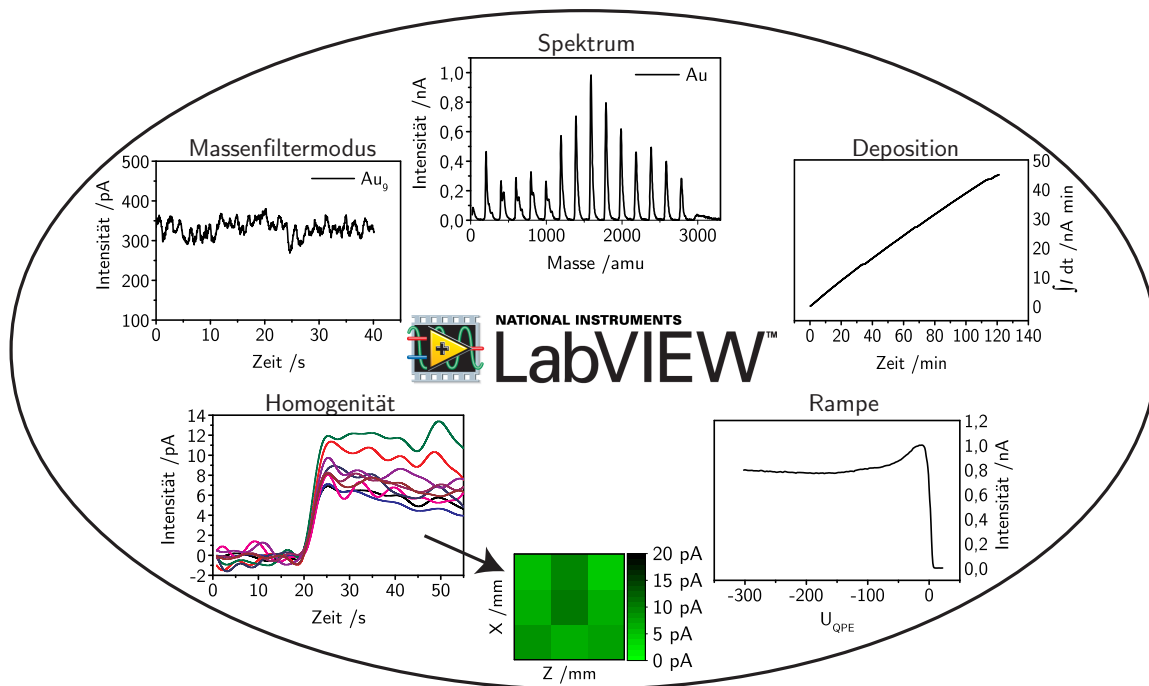 Spektrum
1,0
0,8
0,6
0,4
0,2
0,0
Intensität /nA
Au
0 1000 2000 3000
Masse /amu
Massenfiltermodus
500
400
300
200
100
Intensität /pA
Au₉
0 10 20 30 40 50
Zeit /s
Deposition
50
40
30
20
10
0
∫I dt / nA min
0 20 40 60 80 100 120 140
Zeit /min
NATIONAL INSTRUMENTS
LabVIEW™
Homogenität
14
12
10
8
6
4
2
0
-2
Intensität /pA
0 10 20 30 40 50
Zeit /s
Rampe
1,2
1,0
0,8
0,6
0,4
0,2
0,0
Intensität /nA
-300 -200 -100 0
U_QPE
X /mm
Z /mm
20 pA
15 pA
10 pA
5 pA
0 pA